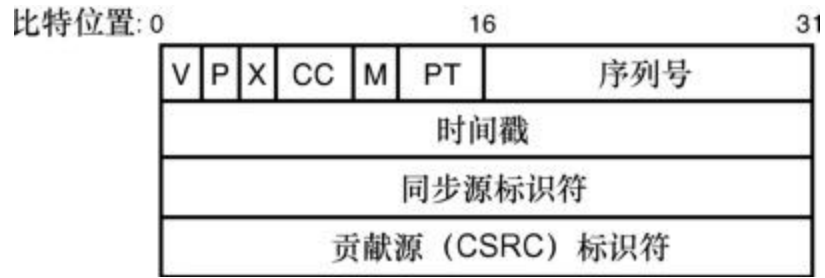 比特位置: 0 16 31
V P X CC M PT 序列号
时间戳
同步源标识符
贡献源（CSRC）标识符